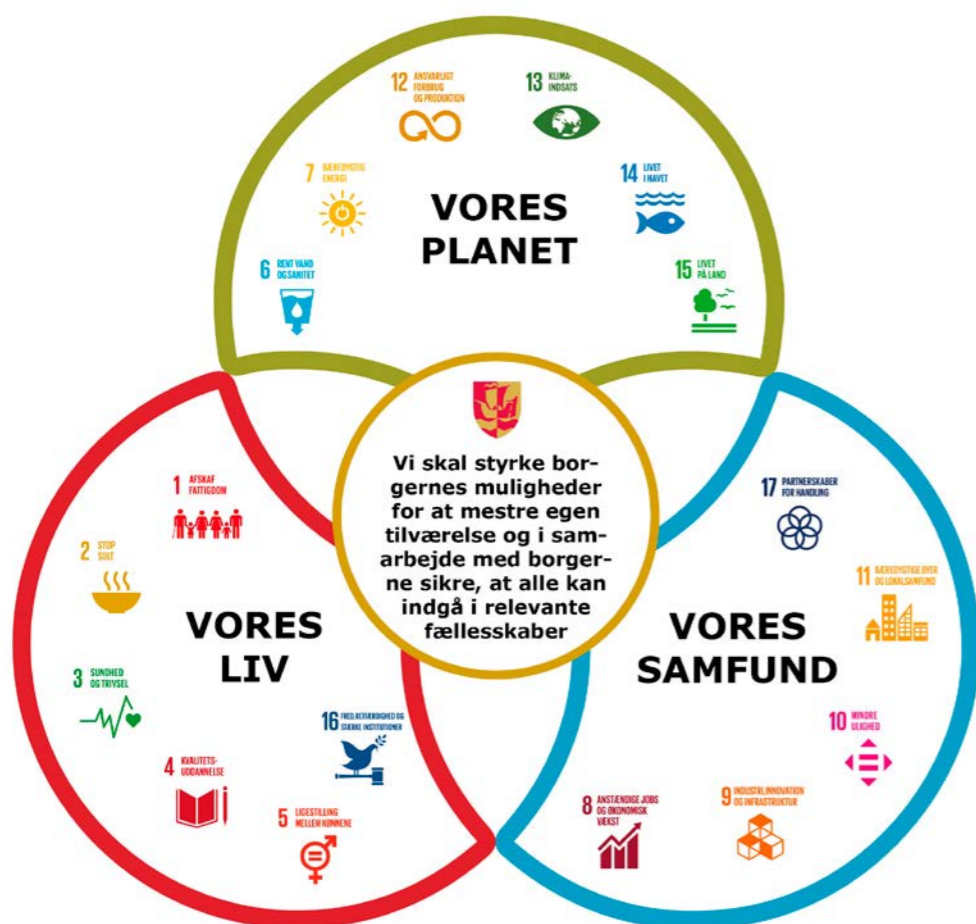 12 ANSVARLIGT
FORBRUG
OG PRODUKTION
13 KLIMA-
INDSATS
7 BÆREDYGTIG
ENERGI
14 LIVET
I HAVET
VORES
PLANET
6 RENT VAND
OG SANITET
15 LIVET
PÅ LAND
Vi skal styrke bor-
gernes muligheder
for at mestre egen
tilværelse og i sam-
arbejde med borger-
ne sikre, at alle kan
indgå i relevante
fællesskaber
1 AFSKAF
FATTIGDOM
2 STOP
SULT
VORES
LIV
3 SUNDHED
OG TRIVSEL
4 KVALITETS-
UDDANNELSE
16 FRED, RETFÆRDIGHED OG
STÆRKE INSTITUTIONER
5 LIGESTILLING
MELLEM KØNNENE
17 PARTNERSKABER
FOR HANDLING
11 BÆREDYGTIGE BYER
OG LOKALSAMFUND
VORES
SAMFUND
10 MINDRE
ULIGHED
8 ANSTÆNDIGE JOBS
OG ØKONOMISK
VÆKST
9 INDUSTRI, INNOVATION
OG INFRASTRUKTUR